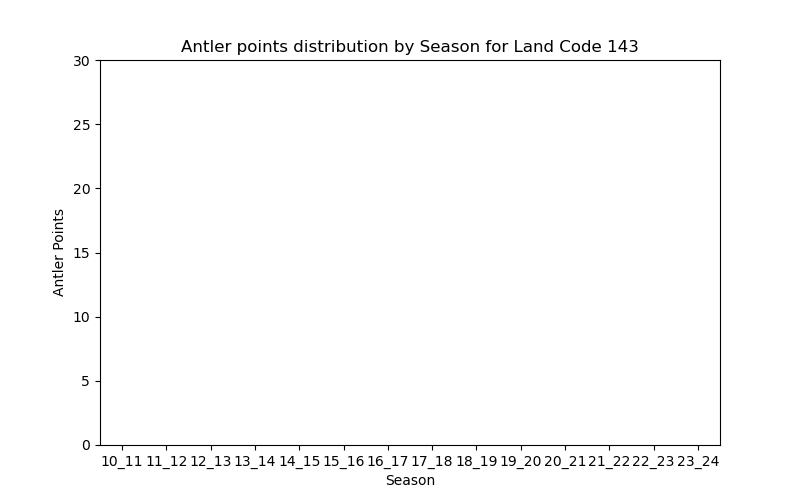 Antler points distribution by Season for Land Code 143
30
25
20
15
10
5
0
Antler Points
10_11 11_12 12_13 13_14 14_15 15_16 16_17 17_18 18_19 19_20 20_21 21_22 22_23 23_24
Season